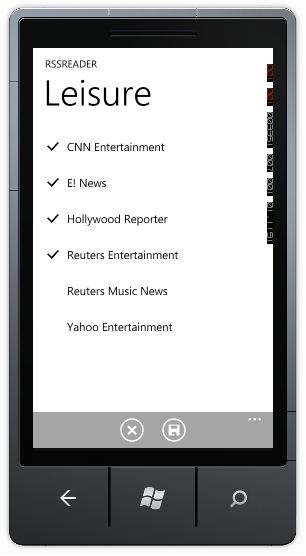 RSSREADER
Leisure
CNN Entertainment
E! News
Hollywood Reporter
Reuters Entertainment
Reuters Music News
Yahoo Entertainment